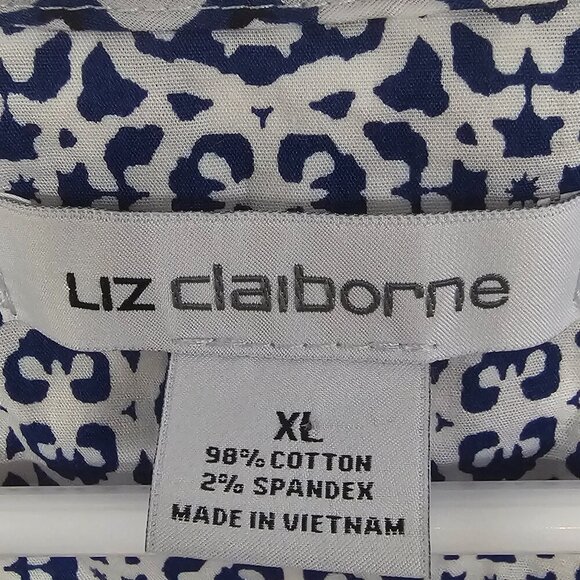 LIZ claiborne
XL
98% COTTON
2% SPANDEX
MADE IN VIETNAM